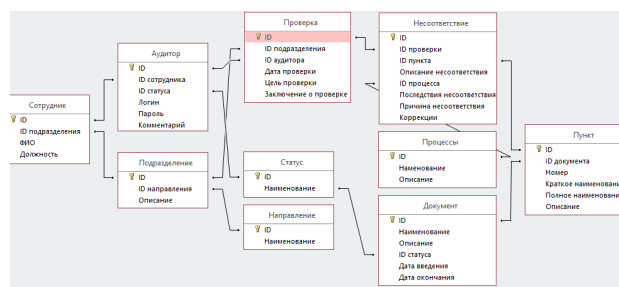 Проверка
ID
ID подразделения
ID аудитора
Дата проверки
Цель проверки
Заключение о проверке
Несоответствие
ID
ID проверки
ID пункта
Описание несоответствия
ID процесса
Последствия несоответствия
Причина несоответствия
Коррекции
Аудитор
ID
ID сотрудника
ID статуса
Логин
Пароль
Комментарий
Сотрудник
ID
ID подразделения
ФИО
Должность
Подразделение
ID
ID направления
Описание
Статус
ID
Наименование
Направление
ID
Наименование
Процессы
ID
Наменование
Описание
Документ
ID
Наименование
Описание
ID статуса
Дата введения
Дата окончания
Пункт
ID
ID документа
Номер
Краткое наименовани
Полное наименовани
Описание